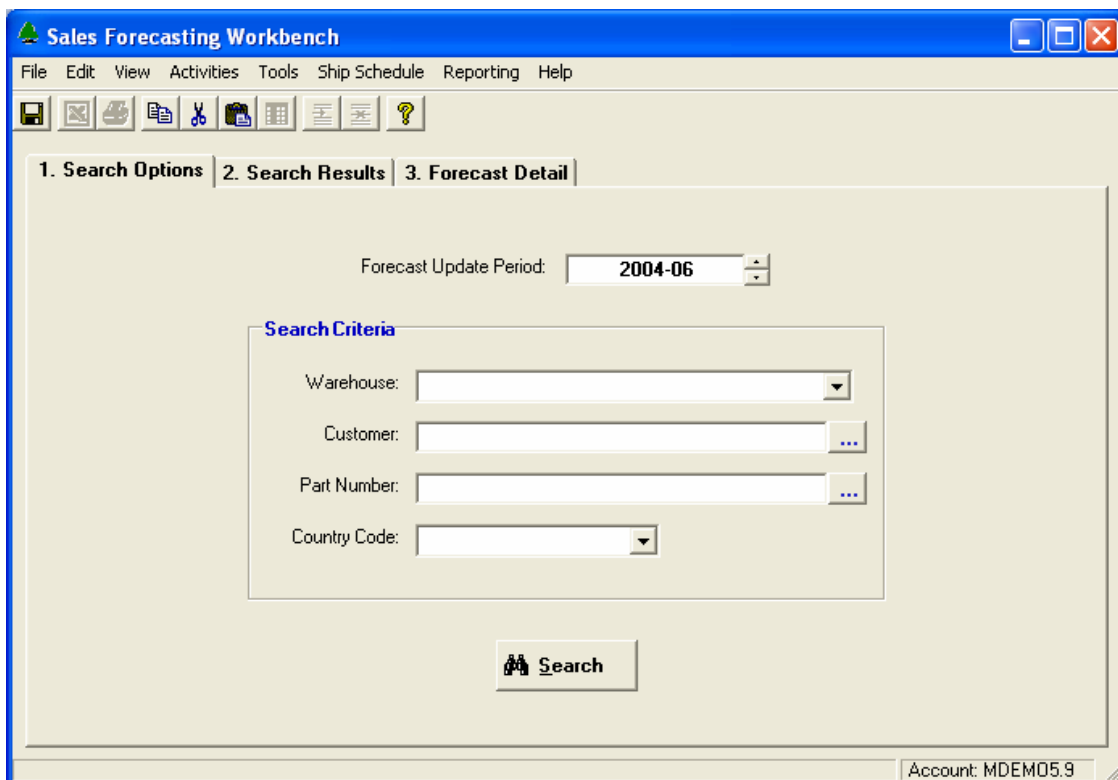 Sales Forecasting Workbench
File Edit View Activities Tools Ship Schedule Reporting Help
1. Search Options 2. Search Results 3. Forecast Detail
Forecast Update Period: 2004-06
Search Criteria
Warehouse:
Customer: ...
Part Number: ...
Country Code:
Search
Account: MDEMO5.9